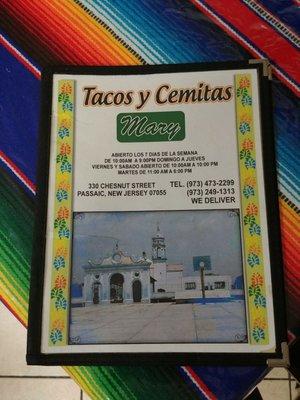 Tacos y Cemitas
Mary
ABIERTO LOS 7 DIAS DE LA SEMANA
DE 10:00AM A 9:00PM DOMINGO A JUEVES
VIERNES Y SABADO ABIERTO DE 10:00AM A 10:00 PM
MARTES DE 11:00 AM A 6:00 PM
330 CHESNUT STREET
PASSAIC, NEW JERSEY 07055
TEL. (973) 473-2299
(973) 249-1313
WE DELIVER